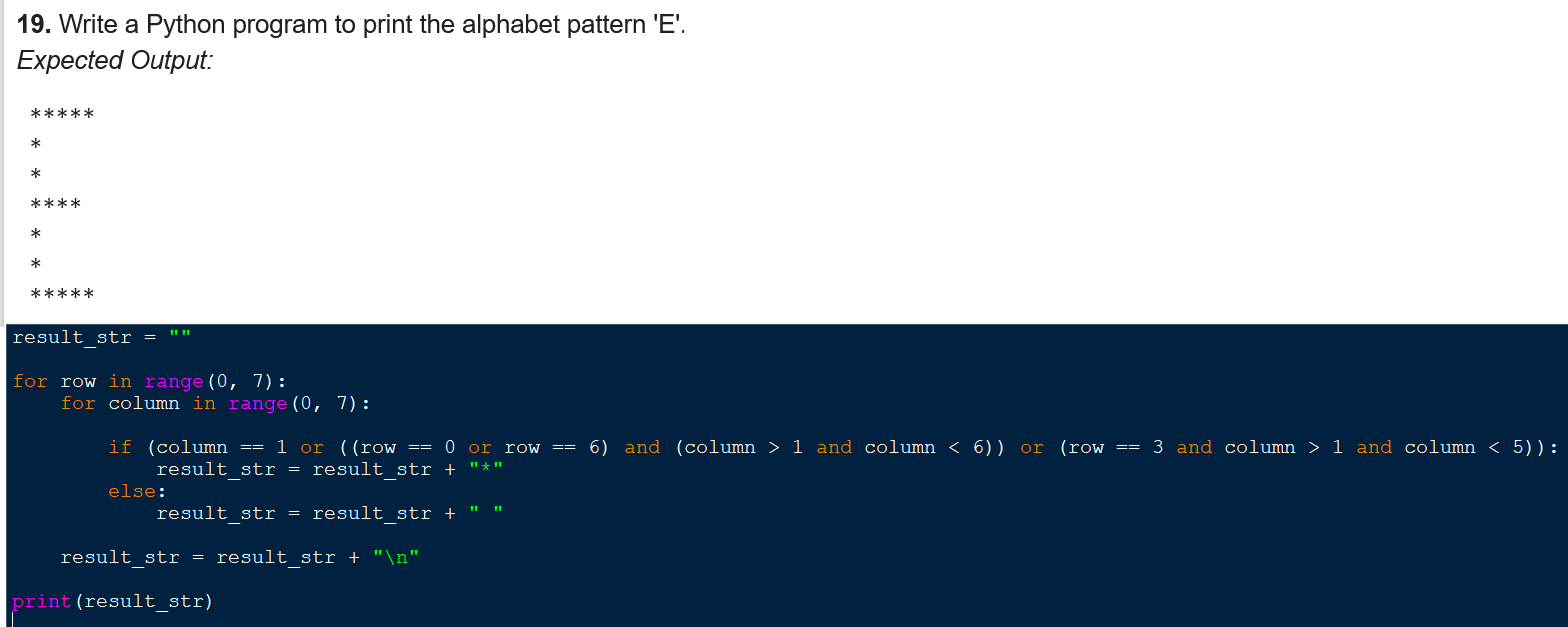 19. Write a Python program to print the alphabet pattern 'E'.
Expected Output:
*****
*
*
****
*
*
*****
result_str = ""
for row in range(0, 7):
    for column in range(0, 7):
        if (column == 1 or ((row == 0 or row == 6) and (column > 1 and column < 6)) or (row == 3 and column > 1 and column < 5)):
            result_str = result_str + "*"
        else:
            result_str = result_str + " "
    result_str = result_str + "\n"
print(result_str)